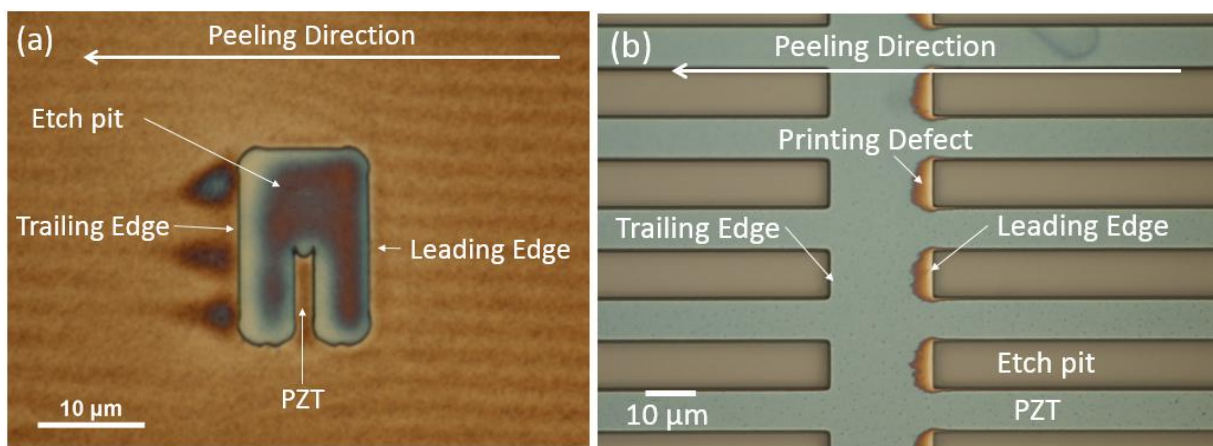 (a)
Peeling Direction
Etch pit
Trailing Edge
Leading Edge
PZT
10 μm
(b)
Peeling Direction
Printing Defect
Trailing Edge
Leading Edge
Etch pit
10 μm
PZT